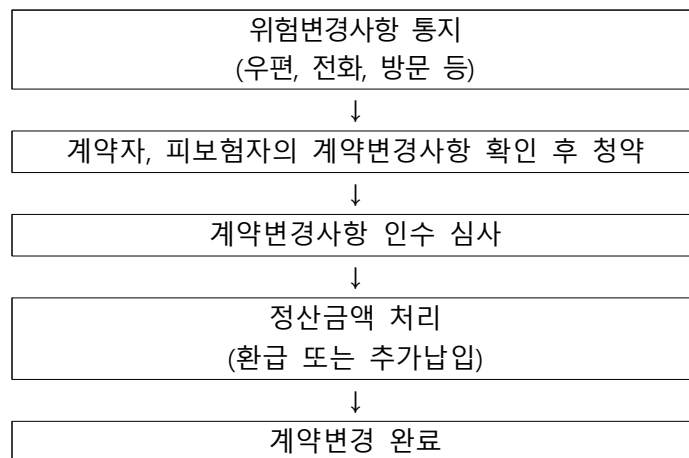 위험변경사항 통지
(우편, 전화, 방문 등)
↓
계약자, 피보험자의 계약변경사항 확인 후 청약
↓
계약변경사항 인수 심사
↓
정산금액 처리
(환급 또는 추가납입)
↓
계약변경 완료